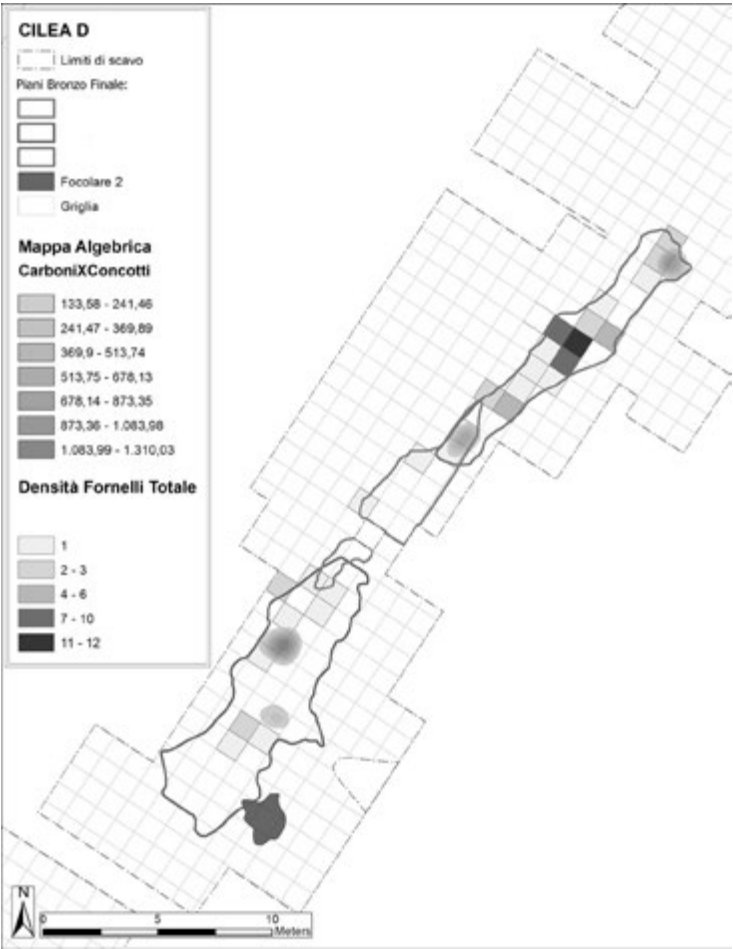 CILEA D
Limiti di scavo
Piani Bronzo Finale:
Focolare 2
Griglia
Mappa Algebrica
CarboniXConcotti
133,58 - 241,46
241,47 - 369,89
369,9 - 513,74
513,75 - 678,13
678,14 - 873,35
873,36 - 1.083,98
1.083,99 - 1.310,03
Densità Fornelli Totale
1
2 - 3
4 - 6
7 - 10
11 - 12
N
0 5 10
Meters